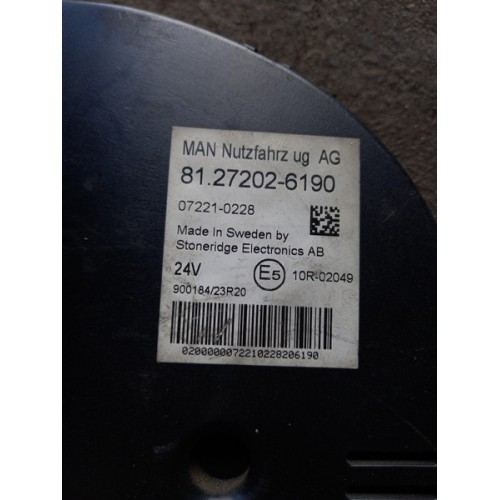 MAN Nutzfahrz ug AG
81.27202-6190
07221-0228
Made In Sweden by
Stoneridge Electronics AB
24V E5 10R-02049
900184/23R20
0200000072210228206190